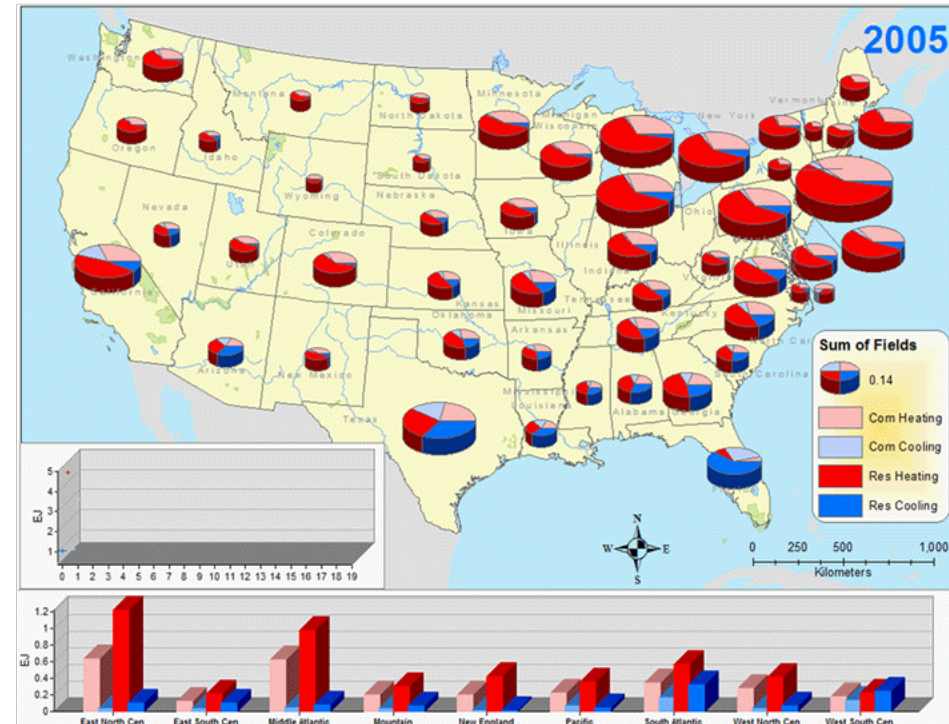 2005
Washington
Montana
North Dakota
Minnesota
Michigan
Wisconsin
Vermont
New York
Oregon
Idaho
South Dakota
Wyoming
Nebraska
Iowa
Nevada
Utah
Colorado
Illinois
Indiana
Ohio
California
Kansas
Missouri
Kentucky
Tennessee
Oklahoma
Arkansas
North Car
South Carolina
Arizona
New Mexico
Texas
Mississippi
Louisiana
Alabama
Georgia
Sum of Fields
0.14
Com Heating
Com Cooling
Res Heating
Res Cooling
N
W
E
S
0 250 500 1,000
Kilometers
EJ
5
4
3
2
1
0 1 2 3 4 5 6 7 8 9 10 11 12 13 14 15 16 17 18 19
EJ
1.2
1
0.8
0.6
0.4
0.2
0
East North Cen East South Cen Middle Atlantic Mountain New England Pacific South Atlantic West North Cen West South Cen